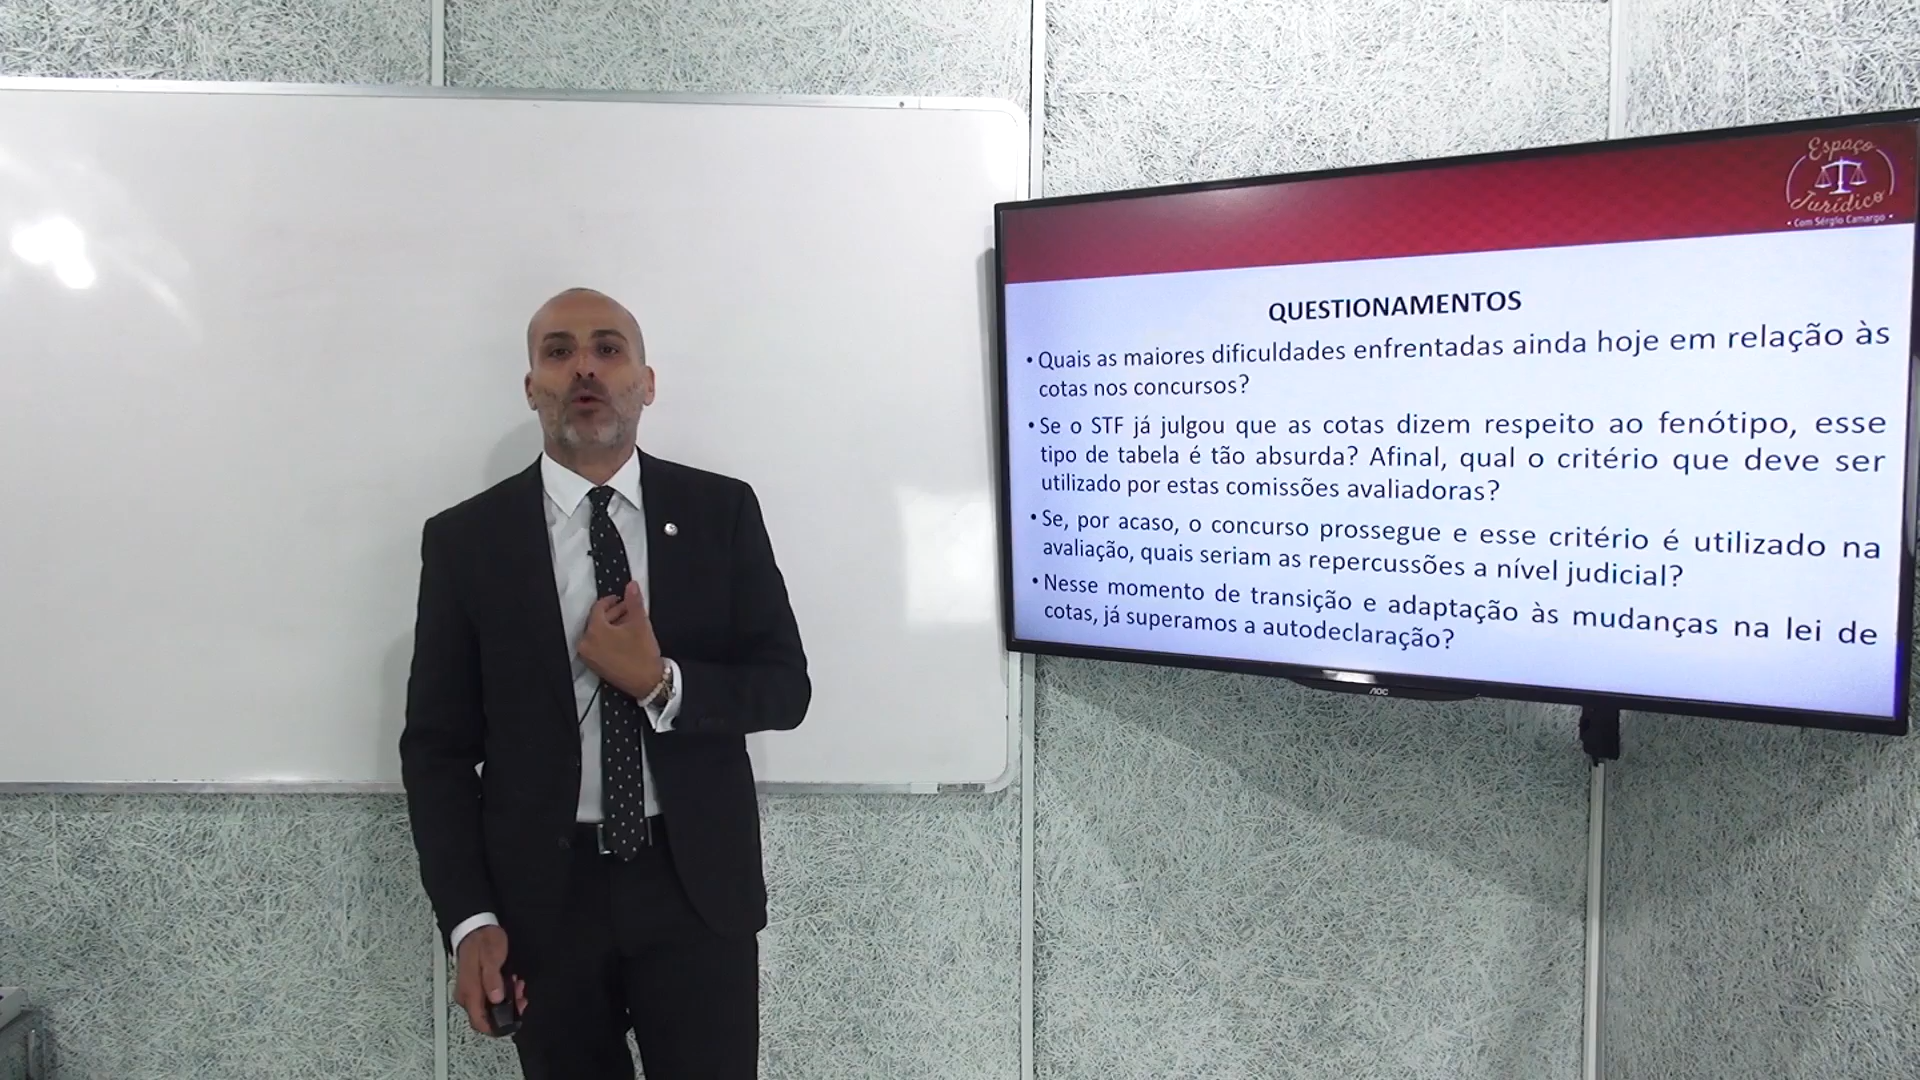 Espaço
Jurídico
• Com Sérgio Camargo •
QUESTIONAMENTOS
• Quais as maiores dificuldades enfrentadas ainda hoje em relação às
cotas nos concursos?
• Se o STF já julgou que as cotas dizem respeito ao fenótipo, esse
tipo de tabela é tão absurda? Afinal, qual o critério que deve ser
utilizado por estas comissões avaliadoras?
• Se, por acaso, o concurso prossegue e esse critério é utilizado na
avaliação, quais seriam as repercussões a nível judicial?
• Nesse momento de transição e adaptação às mudanças na lei de
cotas, já superamos a autodeclaração?
AOC